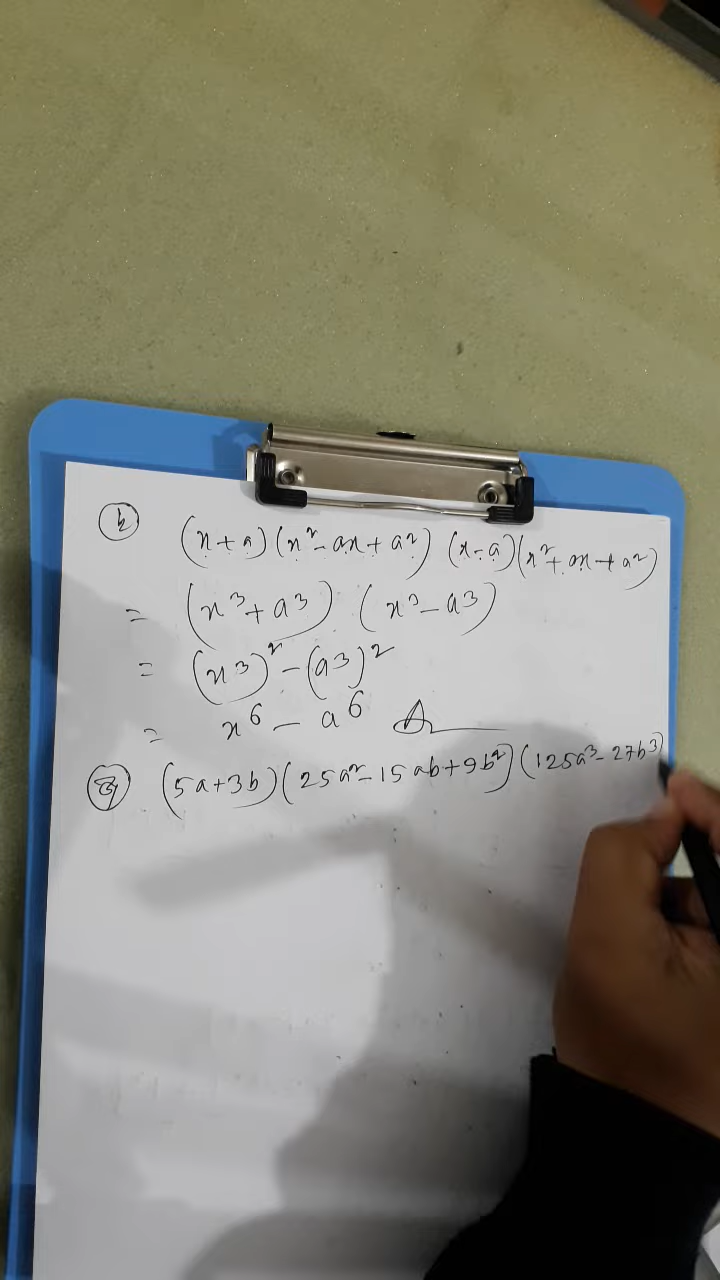 (h) (x+a)(x²-ax+a²) (x-a)(x²+ax+a²)
= (x³+a³) (x³-a³)
= (x³)²-(a³)²
= x⁶ - a⁶
(5a+3b)(25a²-15ab+9b²)(125a³-27b³)